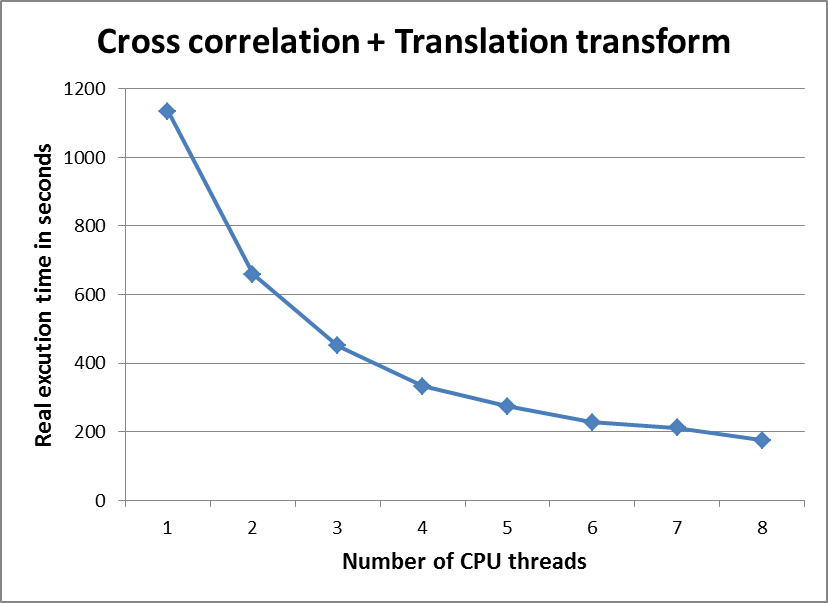 Cross correlation + Translation transform
1200
1000
800
600
400
200
0
Real excution time in seconds
1 2 3 4 5 6 7 8
Number of CPU threads